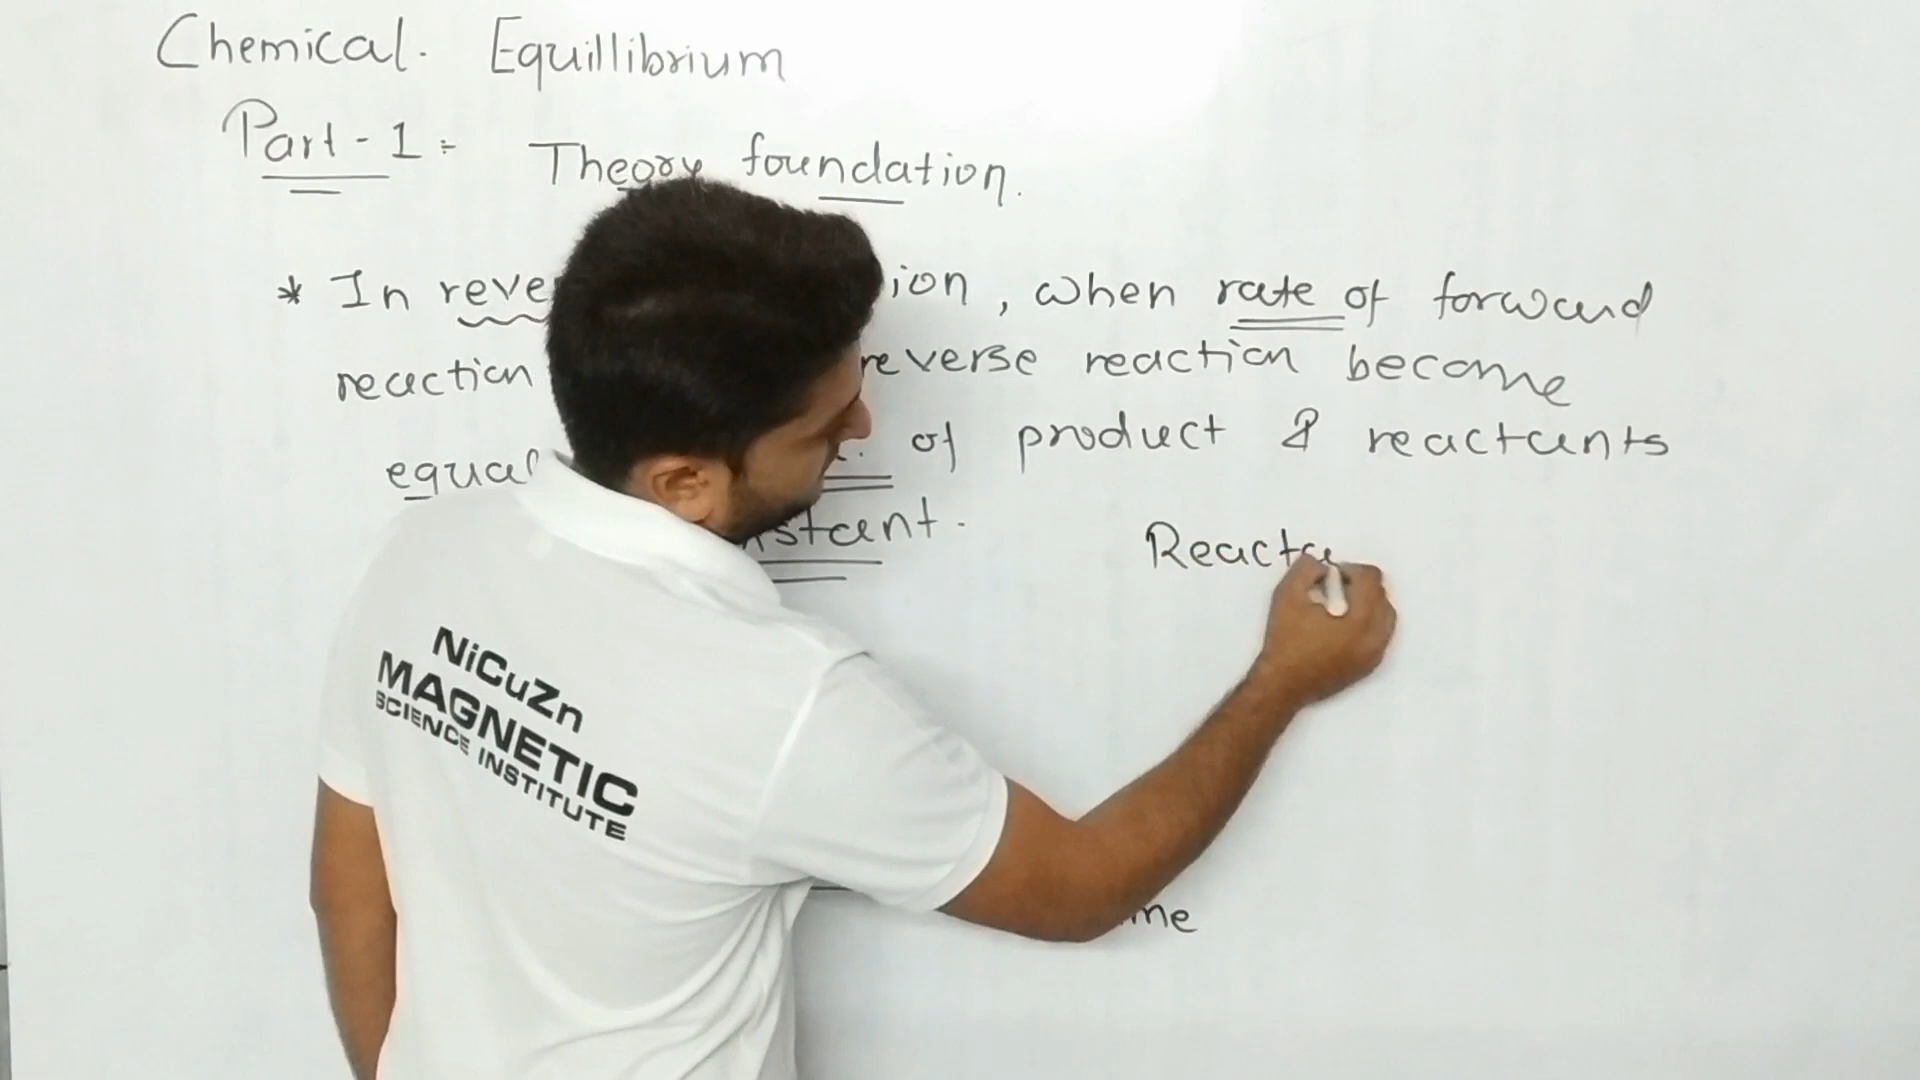 Chemical. Equillibrium
Part-1 : Theory foundation.
* In reve ion, when rate of forward
reaction reverse reaction become
equal of product & reactants
stant.
Reacta
me
NiCuZn
MAGNETIC
SCIENCE INSTITUTE